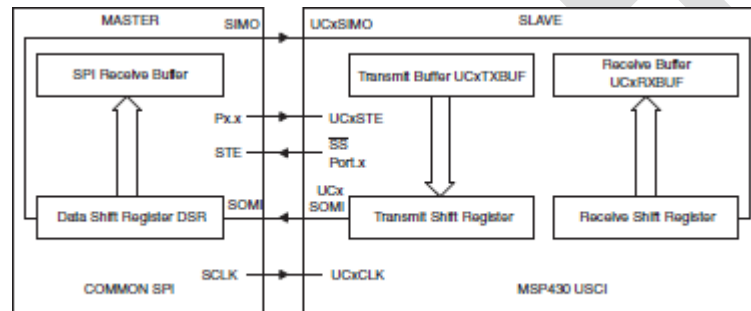 MASTER
SIMO
UCxSIMO
SLAVE
SPI Receive Buffer
Transmit Buffer UCxTXBUF
Receive Buffer
UCxRXBUF
Px.x
UCxSTE
STE
SS
Port.x
SOMI
UCx
SOMI
Data Shift Register DSR
Transmit Shift Register
Receive Shift Register
SCLK
UCxCLK
COMMON SPI
MSP430 USCI